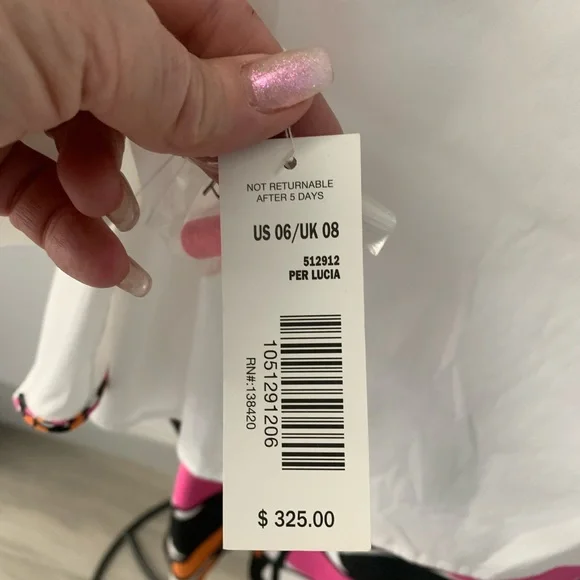 NOT RETURNABLE
AFTER 5 DAYS
US 06/UK 08
512912
PER LUCIA
1051291206
RN#:138420
$ 325.00